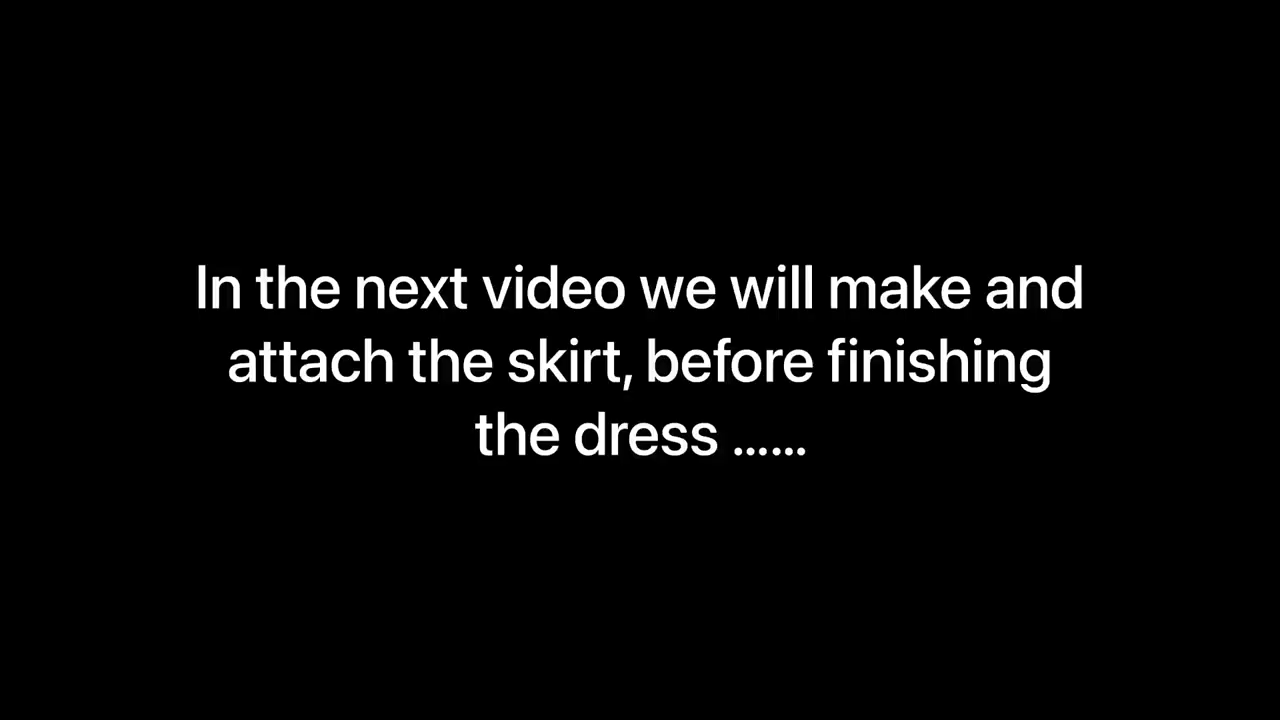 In the next video we will make and
attach the skirt, before finishing
the dress ......